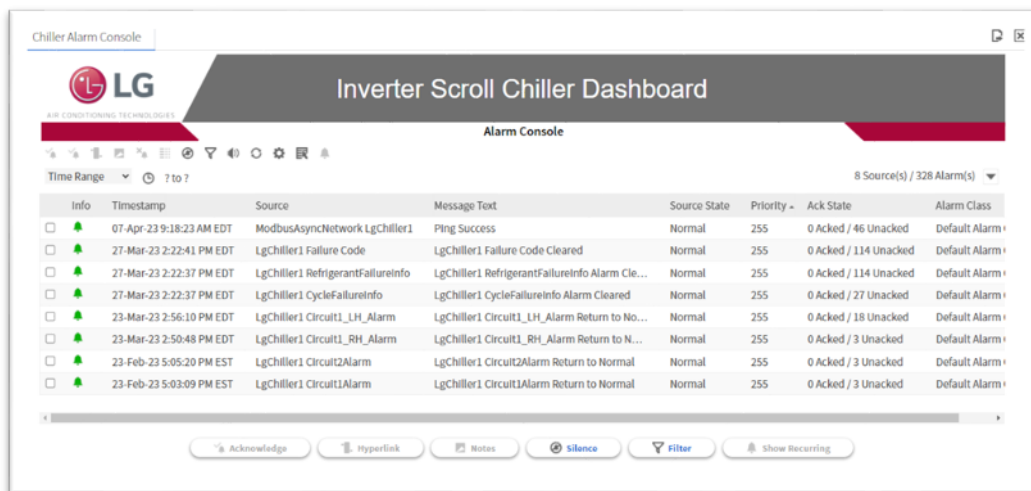 Chiller Alarm Console
LG
AIR CONDITIONING TECHNOLOGIES
Inverter Scroll Chiller Dashboard
Alarm Console
Time Range ? to ? 8 Source(s) / 328 Alarm(s)
Info Timestamp Source Message Text Source State Priority Ack State Alarm Class
07-Apr-23 9:18:23 AM EDT ModbusAsyncNetwork LgChiller1 Ping Success Normal 255 0 Acked / 46 Unacked Default Alarm
27-Mar-23 2:22:41 PM EDT LgChiller1 Failure Code LgChiller1 Failure Code Cleared Normal 255 0 Acked / 114 Unacked Default Alarm
27-Mar-23 2:22:37 PM EDT LgChiller1 RefrigerantFailureInfo LgChiller1 RefrigerantFailureInfo Alarm Cle... Normal 255 0 Acked / 114 Unacked Default Alarm
27-Mar-23 2:22:37 PM EDT LgChiller1 CycleFailureInfo LgChiller1 CycleFailureInfo Alarm Cleared Normal 255 0 Acked / 27 Unacked Default Alarm
23-Mar-23 2:56:10 PM EDT LgChiller1 Circuit1_LH_Alarm LgChiller1 Circuit1_LH_Alarm Return to No... Normal 255 0 Acked / 18 Unacked Default Alarm
23-Mar-23 2:50:48 PM EDT LgChiller1 Circuit1_RH_Alarm LgChiller1 Circuit1_RH_Alarm Return to N... Normal 255 0 Acked / 3 Unacked Default Alarm
23-Feb-23 5:05:20 PM EST LgChiller1 Circuit2Alarm LgChiller1 Circuit2Alarm Return to Normal Normal 255 0 Acked / 3 Unacked Default Alarm
23-Feb-23 5:03:09 PM EST LgChiller1 Circuit1Alarm LgChiller1 Circuit1Alarm Return to Normal Normal 255 0 Acked / 3 Unacked Default Alarm
Acknowledge Hyperlink Notes Silence Filter Show Recurring